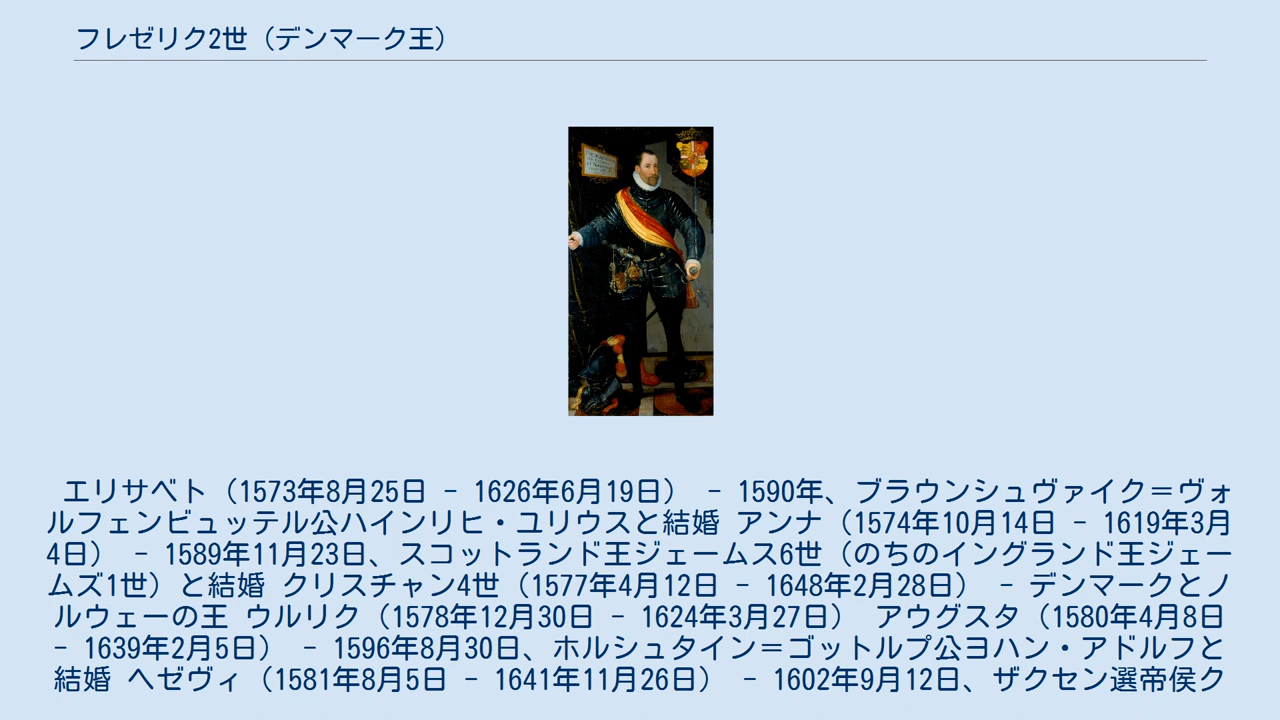 フレゼリク2世（デンマーク王）
エリサベト（1573年8月25日 - 1626年6月19日） - 1590年、ブラウンシュヴァイク＝ヴォ
ルフェンビュッテル公ハインリヒ・ユリウスと結婚 アンナ（1574年10月14日 - 1619年3月
4日） - 1589年11月23日、スコットランド王ジェームス6世（のちのイングランド王ジェー
ムズ1世）と結婚 クリスチャン4世（1577年4月12日 - 1648年2月28日） - デンマークとノ
ルウェーの王 ウルリク（1578年12月30日 - 1624年3月27日） アウグスタ（1580年4月8日
- 1639年2月5日） - 1596年8月30日、ホルシュタイン＝ゴットルプ公ヨハン・アドルフと
結婚 ヘゼヴィ（1581年8月5日 - 1641年11月26日） - 1602年9月12日、ザクセン選帝侯ク